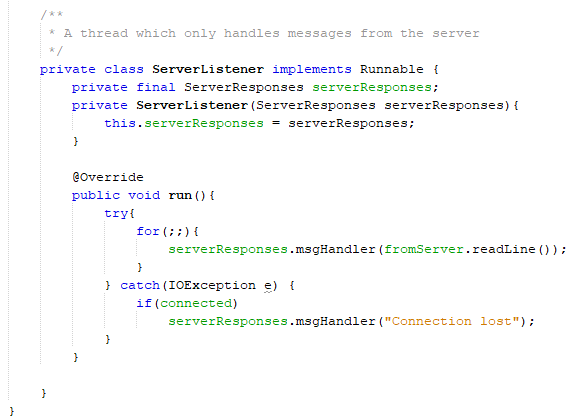 /**
 * A thread which only handles messages from the server
 */
private class ServerListener implements Runnable {
    private final ServerResponses serverResponses;
    private ServerListener(ServerResponses serverResponses){
        this.serverResponses = serverResponses;
    }

    @Override
    public void run(){
        try{
            for(;;){
                serverResponses.msgHandler(fromServer.readLine());
            }
        } catch(IOException e) {
            if(connected)
                serverResponses.msgHandler("Connection lost");
        }
    }

}
}